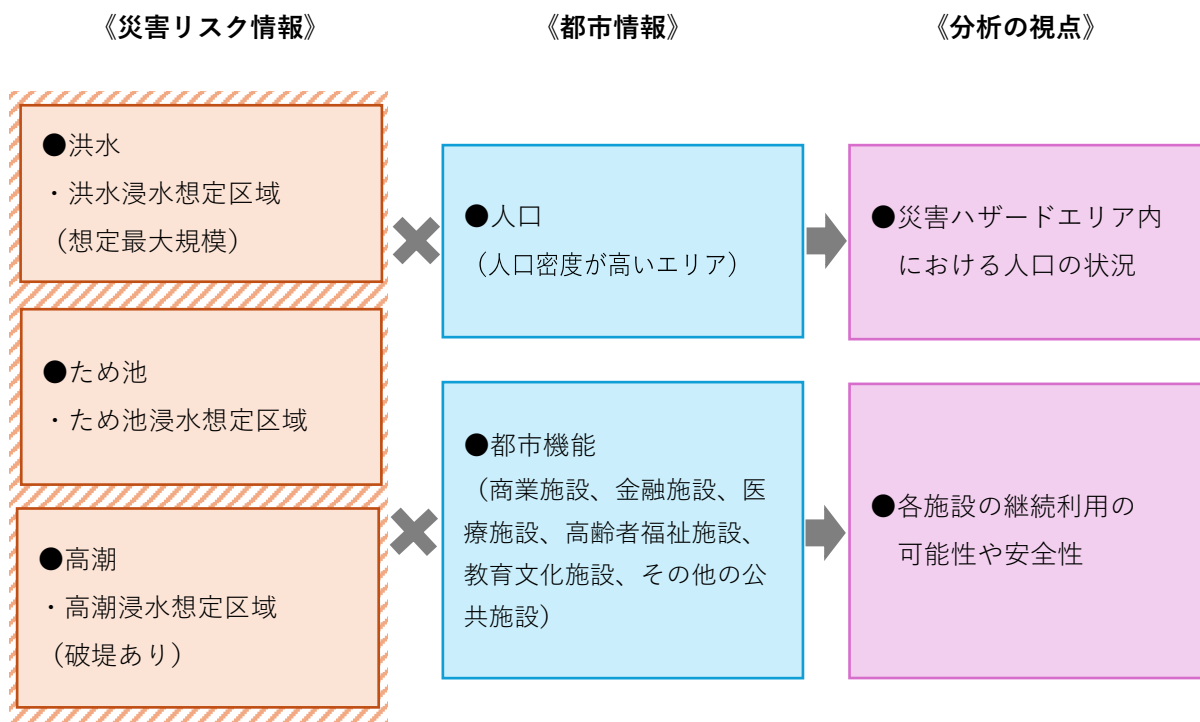 《災害リスク情報》
《都市情報》
《分析の視点》
●洪水
・洪水浸水想定区域
（想定最大規模）
●ため池
・ため池浸水想定区域
●高潮
・高潮浸水想定区域
（破堤あり）
●人口
（人口密度が高いエリア）
●都市機能
（商業施設、金融施設、医
療施設、高齢者福祉施設、
教育文化施設、その他の公
共施設）
●災害ハザードエリア内
における人口の状況
●各施設の継続利用の
可能性や安全性